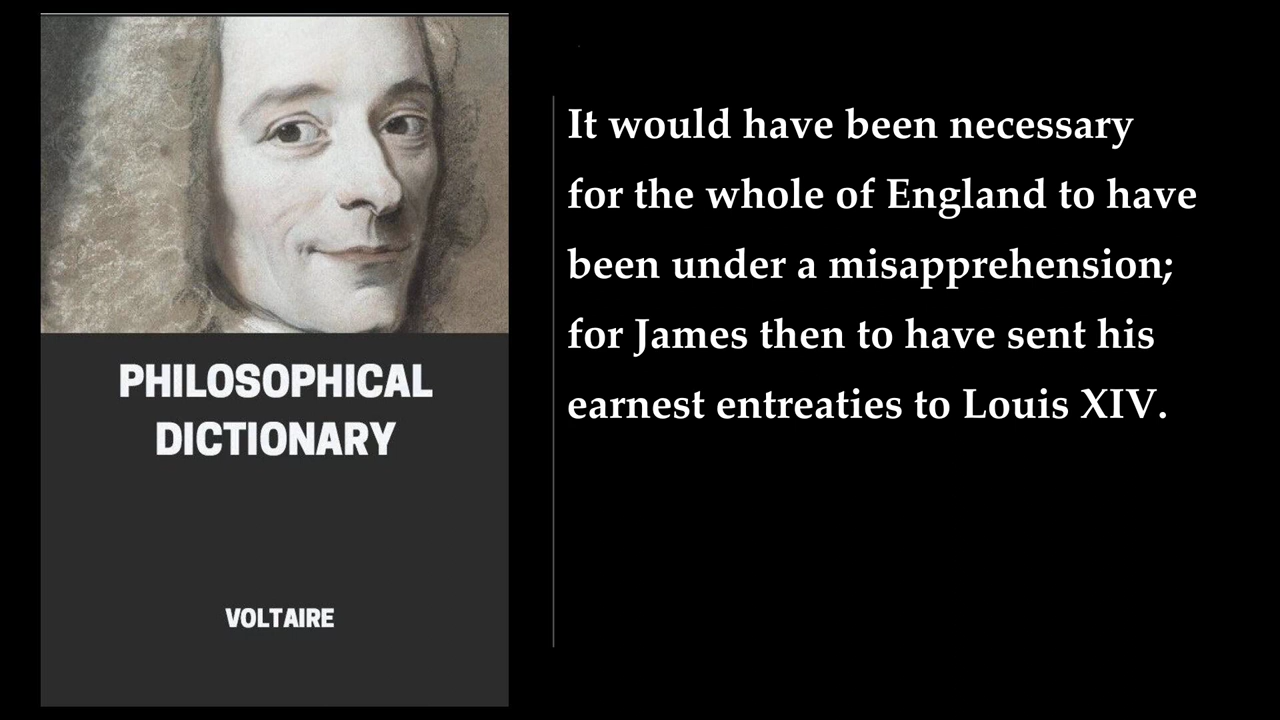 PHILOSOPHICAL
DICTIONARY
VOLTAIRE
It would have been necessary
for the whole of England to have
been under a misapprehension;
for James then to have sent his
earnest entreaties to Louis XIV.